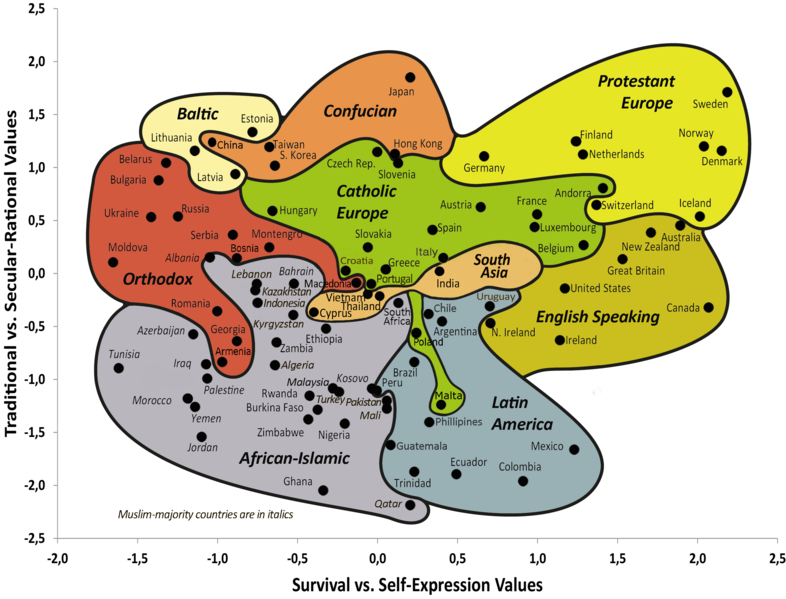 2,5
2,0
1,5
1,0
0,5
0,0
-0,5
-1,0
-1,5
-2,0
-2,5
Traditional vs. Secular-Rational Values
Japan
Confucian
Protestant
Europe
Sweden
Baltic
Estonia
Lithuania
China
Taiwan
S. Korea
Hong Kong
Czech Rep.
Slovenia
Finland
Netherlands
Norway
Denmark
Germany
Belarus
Bulgaria
Latvia
Catholic
Europe
Andorra
Switzerland
Iceland
Ukraine
Russia
Hungary
Austria
France
Luxembourg
Spain
Belgium
Australia
New Zealand
Great Britain
Serbia
Montengro
Slovakia
Moldova
Albania
Bosnia
Croatia
Greece
Italy
South
Asia
India
Orthodox
Lebanon
Bahrain
Macedonia
Portugal
Kazakhstan
Indonesia
Vietnam
Thailand
Cyprus
Uruguay
United States
Canada
Romania
Kyrgyzstan
South
Africa
Chile
Argentina
N. Ireland
English Speaking
Azerbaijan
Georgia
Armenia
Ethiopia
Zambia
Poland
Ireland
Tunisia
Iraq
Algeria
Brazil
Palestine
Malaysia
Kosovo
Peru
Rwanda
Turkey
Pakistan
Malta
Latin
America
Morocco
Yemen
Burkina Faso
Mali
Zimbabwe
Nigeria
Phillipines
Jordan
African-Islamic
Guatemala
Mexico
Ghana
Trinidad
Ecuador
Colombia
Qatar
Muslim-majority countries are in italics
-2,0
-1,5
-1,0
-0,5
0,0
0,5
1,0
1,5
2,0
2,5
Survival vs. Self-Expression Values